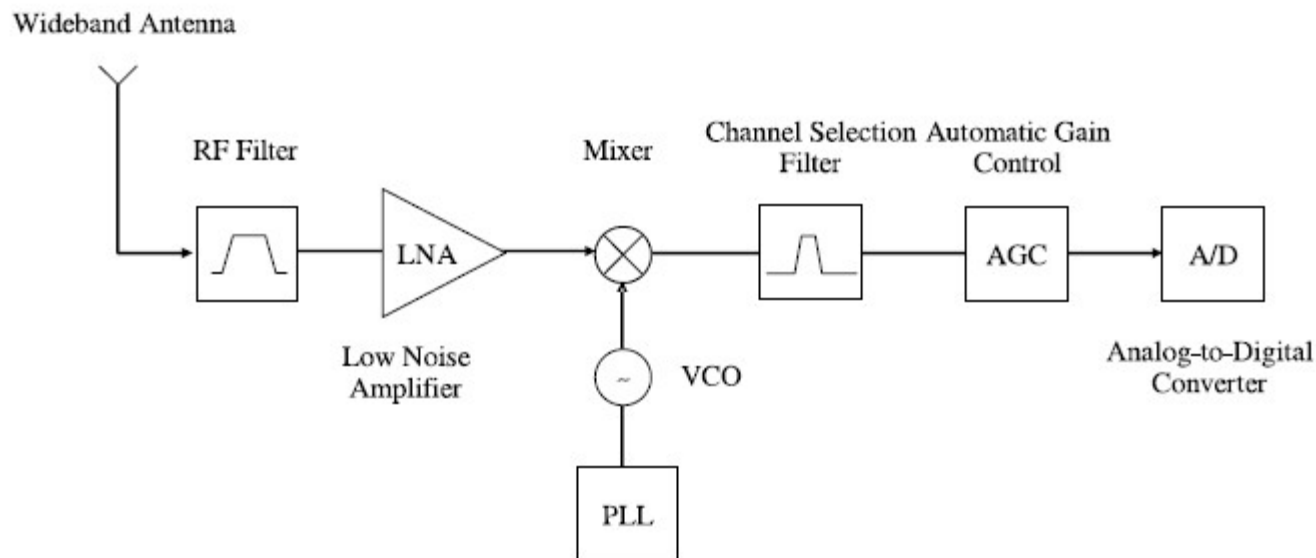 Wideband Antenna
RF Filter
Mixer
Channel Selection
Filter
Automatic Gain
Control
LNA
AGC
A/D
Low Noise
Amplifier
~
VCO
Analog-to-Digital
Converter
PLL